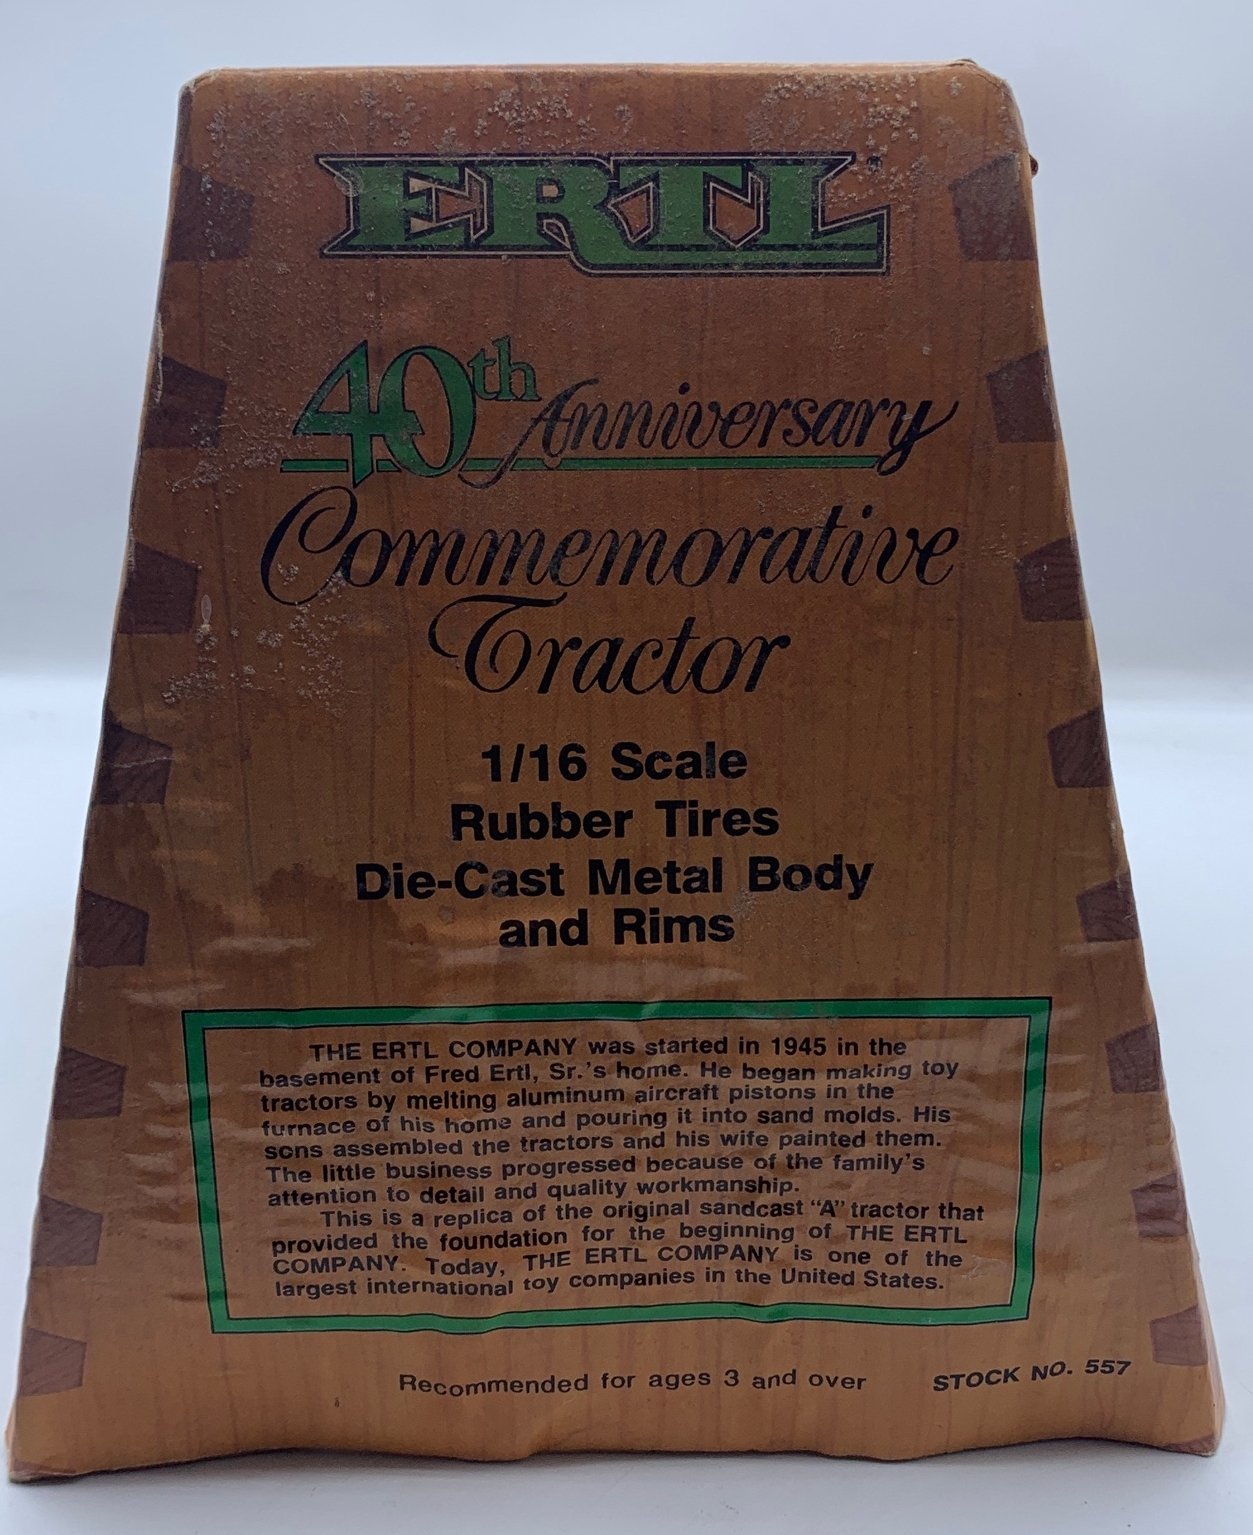 ERTL
40th Anniversary
Commemorative
Tractor
1/16 Scale
Rubber Tires
Die-Cast Metal Body
and Rims
THE ERTL COMPANY was started in 1945 in the
basement of Fred Ertl, Sr.'s home. He began making toy
tractors by melting aluminum aircraft pistons in the
furnace of his home and pouring it into sand molds. His
sons assembled the tractors and his wife painted them.
The little business progressed because of the family's
attention to detail and quality workmanship.
This is a replica of the original sandcast "A" tractor that
provided the foundation for the beginning of THE ERTL
COMPANY. Today, THE ERTL COMPANY is one of the
largest international toy companies in the United States.
Recommended for ages 3 and over STOCK NO. 557